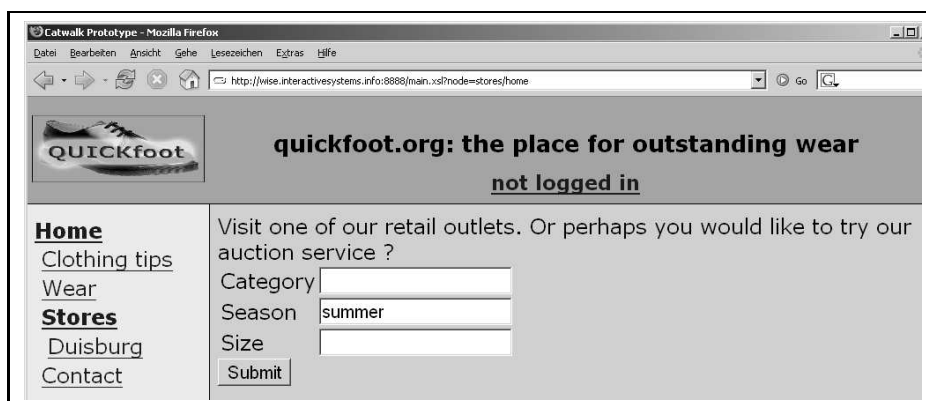 Catwalk Prototype - Mozilla Firefox
Datei Bearbeiten Ansicht Gehe Lesezeichen Extras Hilfe
http://wise.interactivesystems.info:8888/main.xsl?node=stores/home Go G
QUICKfoot
quickfoot.org: the place for outstanding wear
not logged in
Home
Clothing tips
Wear
Stores
Duisburg
Contact
Visit one of our retail outlets. Or perhaps you would like to try our
auction service ?
Category
Season summer
Size
Submit